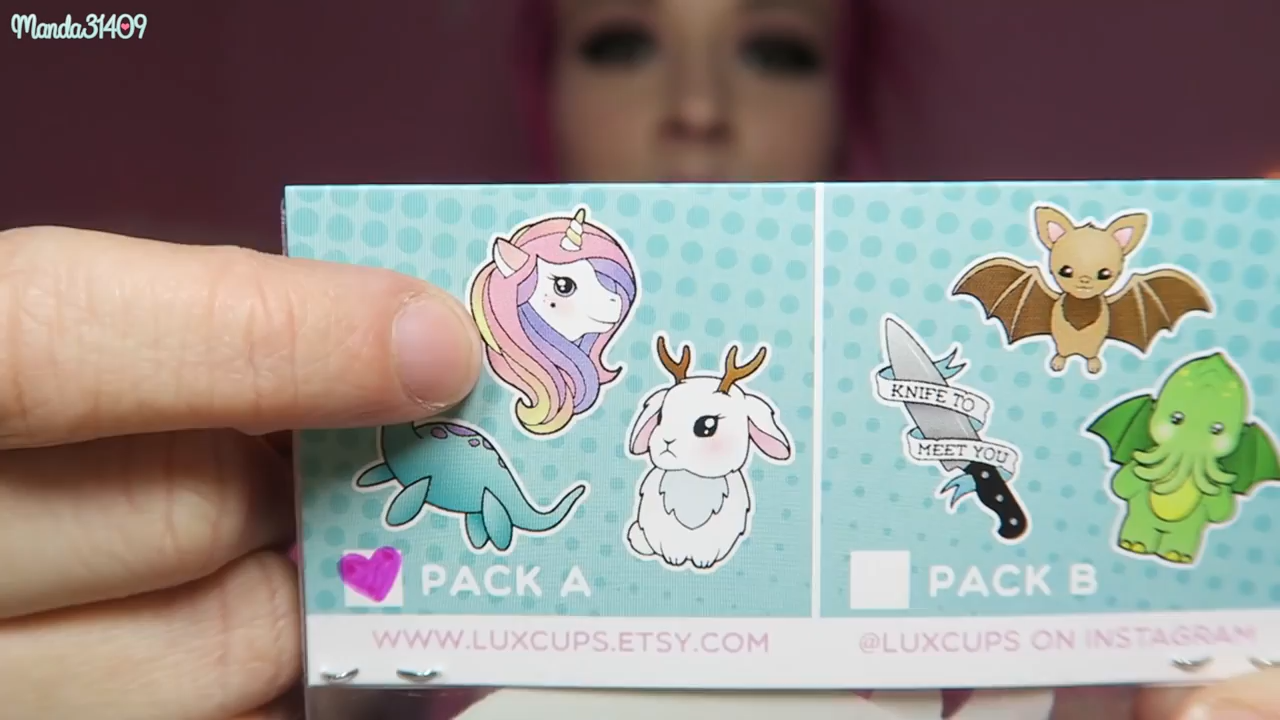 Manda31409
KNIFE TO
MEET YOU
PACK A
PACK B
WWW.LUXCUPS.ETSY.COM
@LUXCUPS ON INSTAGRAM